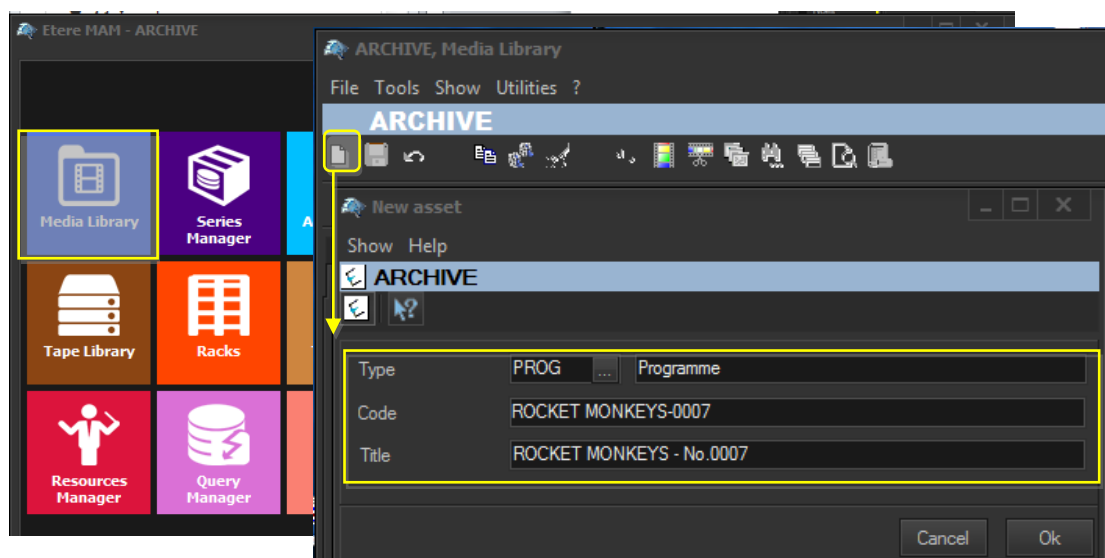 Etere MAM - ARCHIVE
Media Library
Series
Manager
A
Tape Library
Racks
Resources
Manager
Query
Manager
ARCHIVE, Media Library
File Tools Show Utilities ?
ARCHIVE
New asset
Show Help
ARCHIVE
Type PROG ... Programme
Code ROCKET MONKEYS-0007
Title ROCKET MONKEYS - No.0007
Cancel Ok